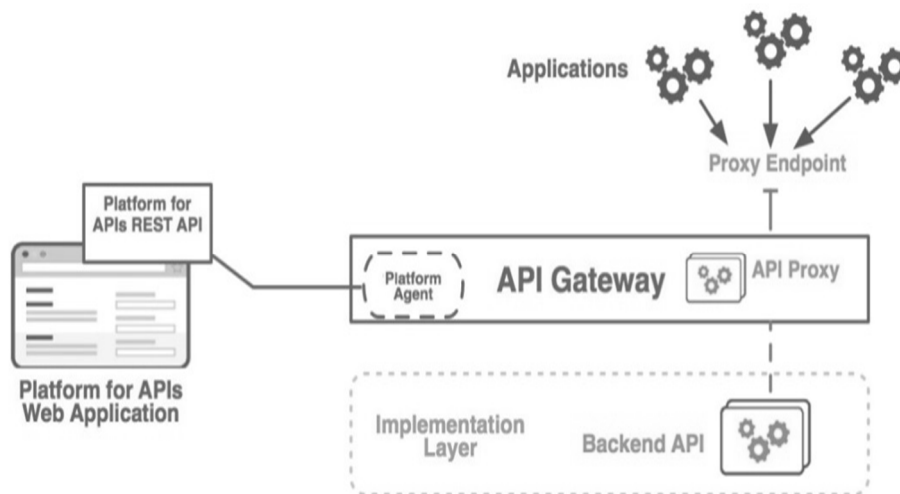 Applications
Proxy Endpoint
Platform for
APIs REST API
Platform
Agent
API Gateway
API Proxy
Platform for APIs
Web Application
Implementation
Layer
Backend API